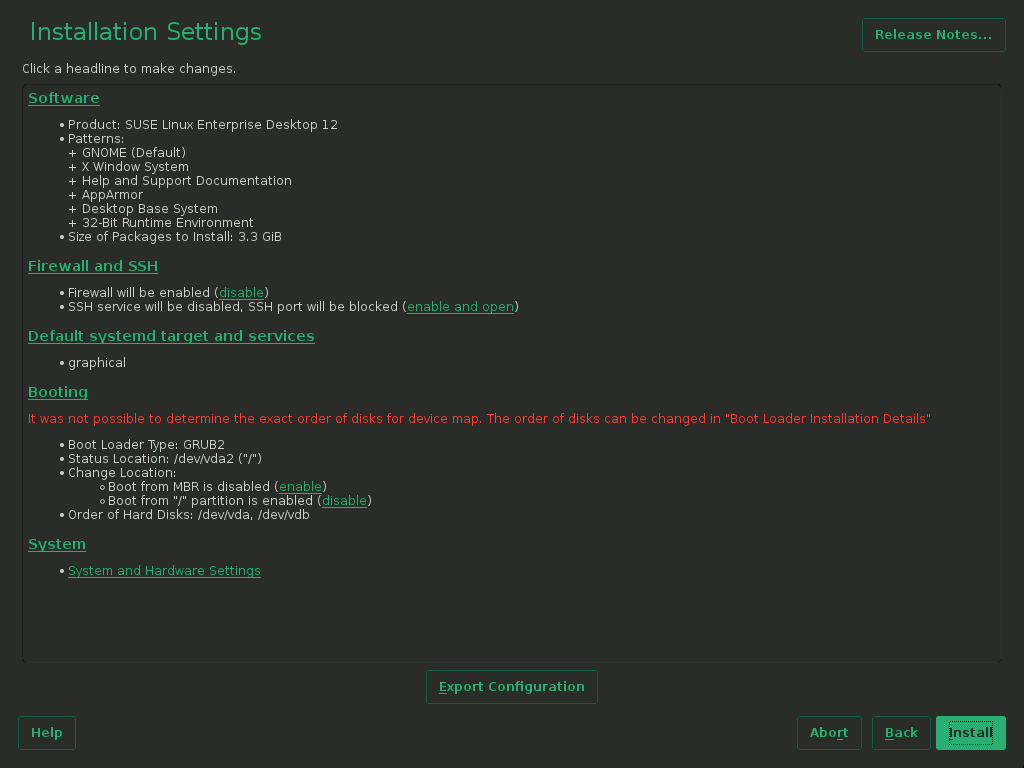 Installation Settings
Release Notes...
Click a headline to make changes.
Software
• Product: SUSE Linux Enterprise Desktop 12
• Patterns:
+ GNOME (Default)
+ X Window System
+ Help and Support Documentation
+ AppArmor
+ Desktop Base System
+ 32-Bit Runtime Environment
• Size of Packages to Install: 3.3 GiB
Firewall and SSH
• Firewall will be enabled (disable)
• SSH service will be disabled, SSH port will be blocked (enable and open)
Default systemd target and services
• graphical
Booting
It was not possible to determine the exact order of disks for device map. The order of disks can be changed in "Boot Loader Installation Details"
• Boot Loader Type: GRUB2
• Status Location: /dev/vda2 ("/")
• Change Location:
◦ Boot from MBR is disabled (enable)
◦ Boot from "/" partition is enabled (disable)
• Order of Hard Disks: /dev/vda, /dev/vdb
System
• System and Hardware Settings
Export Configuration
Help
Abort
Back
Install